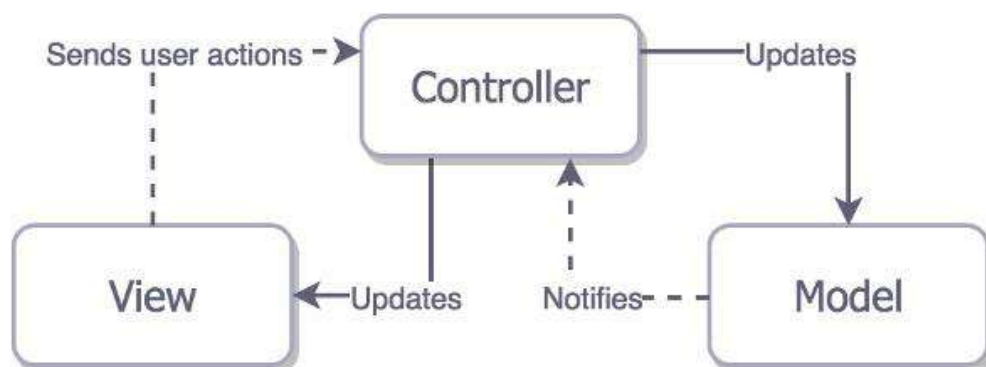 Sends user actions
Updates
Controller
View
Updates
Notifies
Model